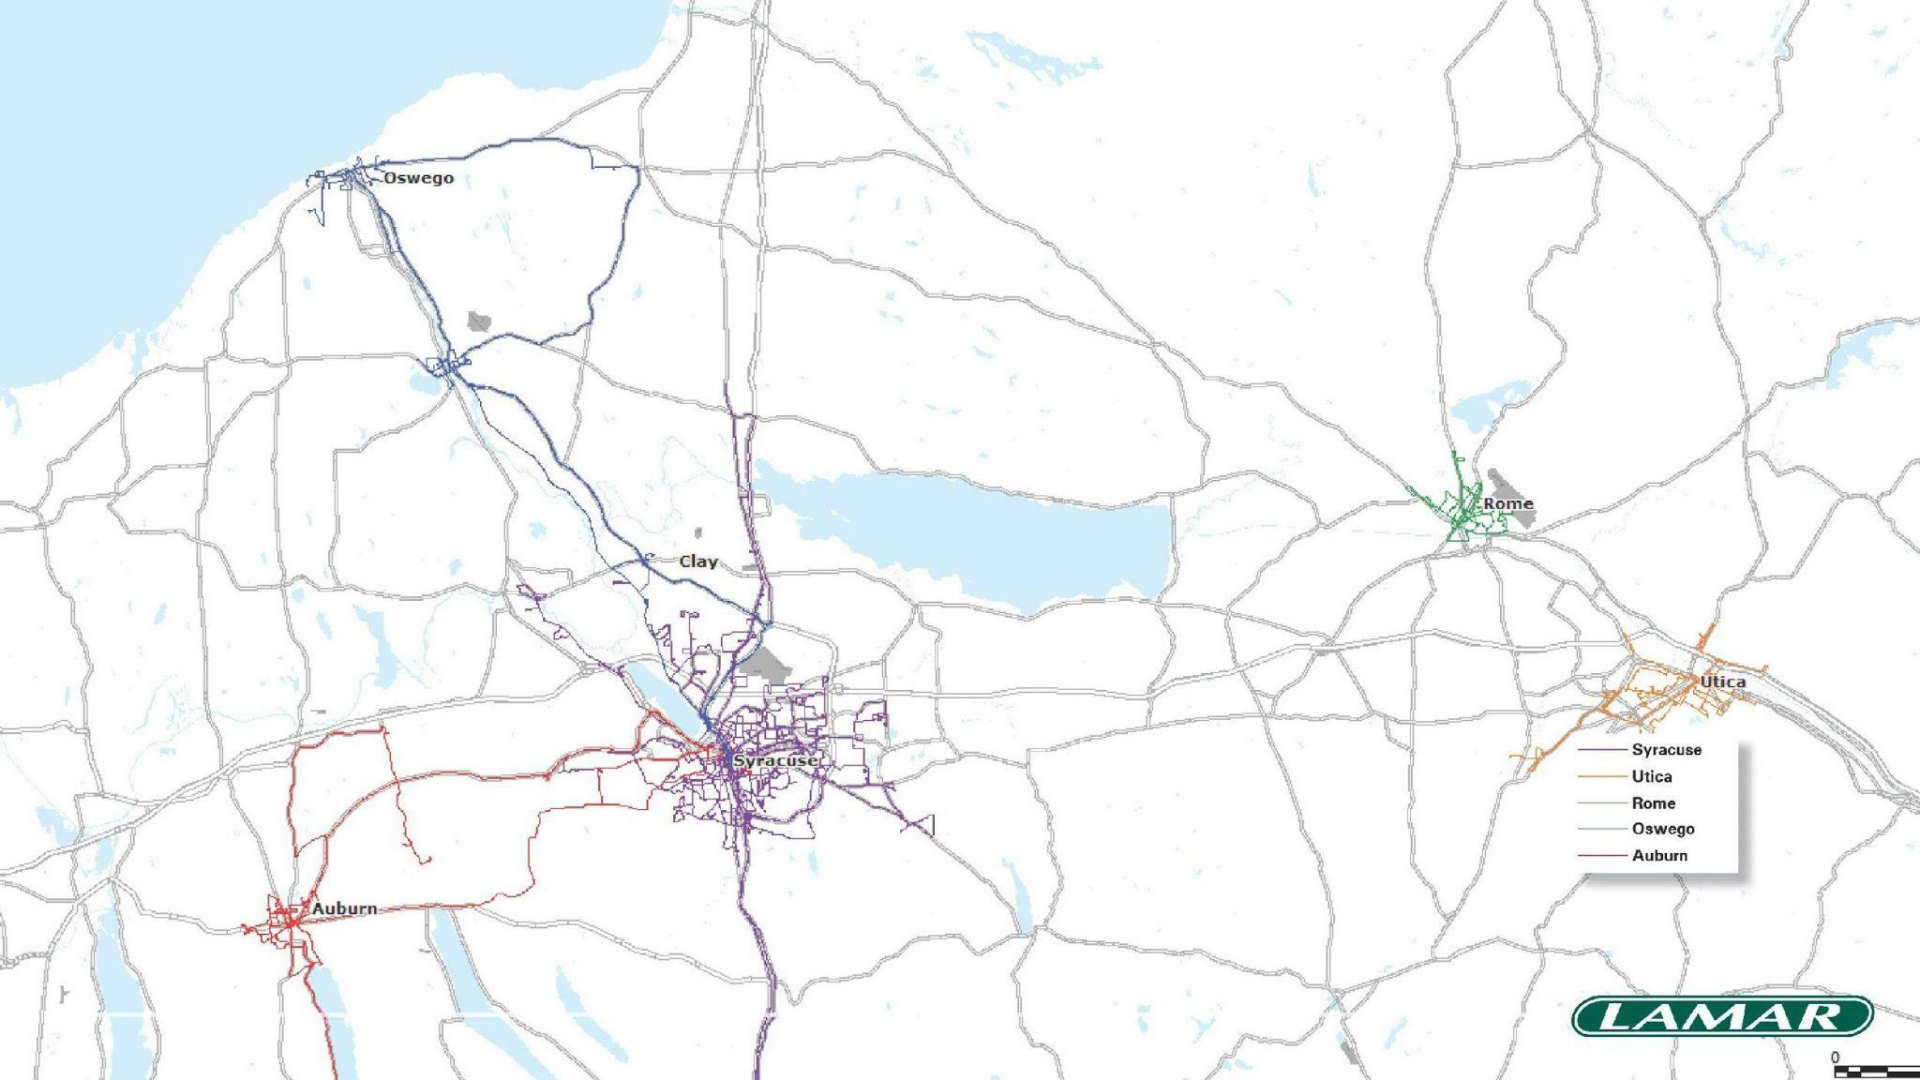 Oswego
Rome
Clay
Utica
Syracuse
Auburn
Syracuse
Utica
Rome
Oswego
Auburn
LAMAR
0